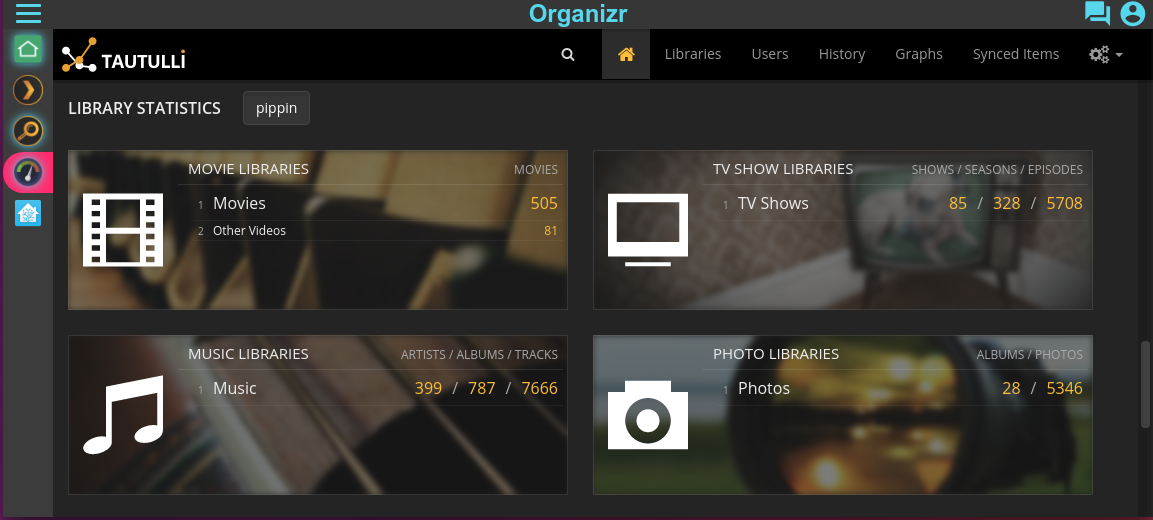 Organizr
TAUTULLI
Libraries Users History Graphs Synced Items
LIBRARY STATISTICS pippin
MOVIE LIBRARIES MOVIES
1 Movies 505
2 Other Videos 81
TV SHOW LIBRARIES SHOWS / SEASONS / EPISODES
1 TV Shows 85 / 328 / 5708
MUSIC LIBRARIES ARTISTS / ALBUMS / TRACKS
1 Music 399 / 787 / 7666
PHOTO LIBRARIES ALBUMS / PHOTOS
1 Photos 28 / 5346